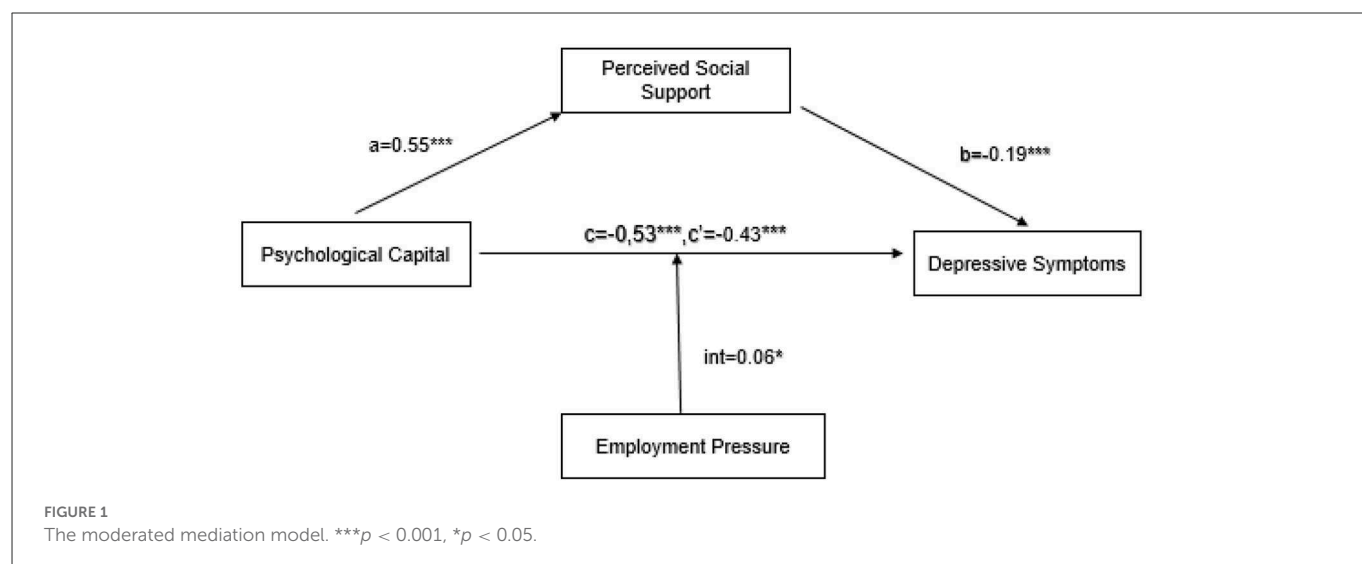 Perceived Social
Support
a=0.55***
b=-0.19***
Psychological Capital
c=-0,53***,c'=-0.43***
Depressive Symptoms
int=0.06*
Employment Pressure
FIGURE 1
The moderated mediation model. ***p < 0.001, *p < 0.05.